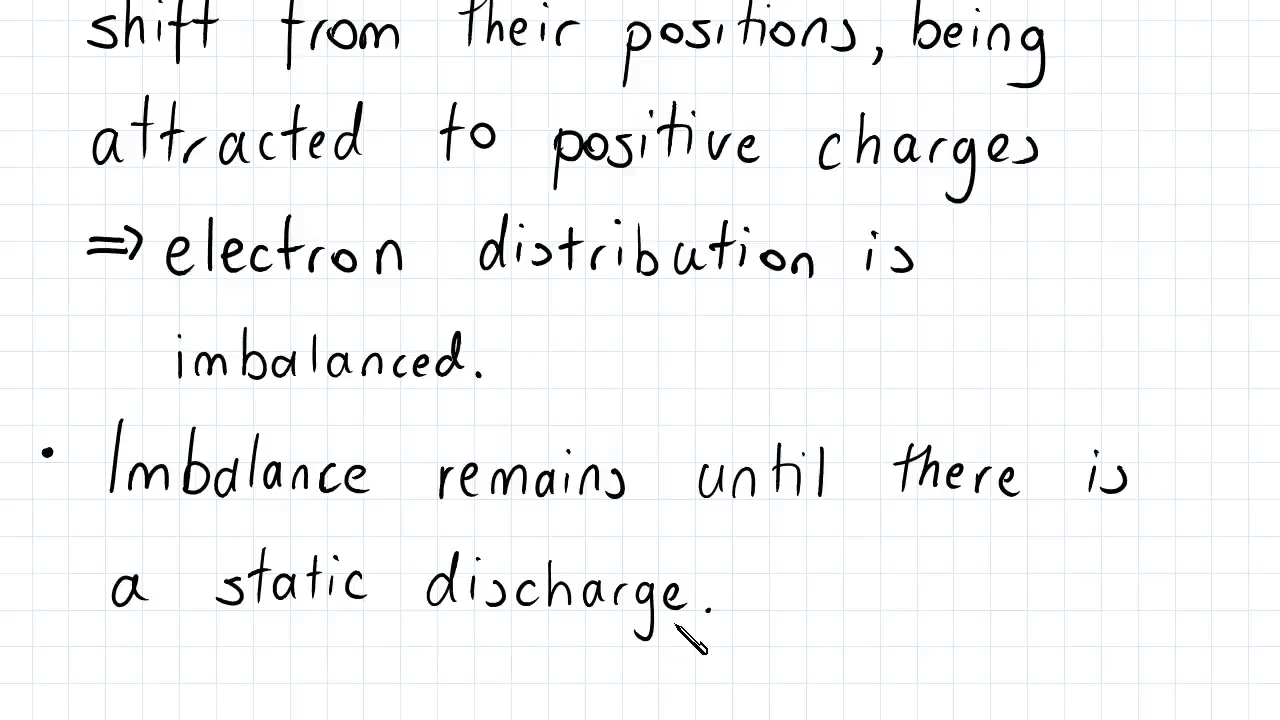 shift from their positions, being
attracted to positive charges
⇒ electron distribution is
imbalanced.
• Imbalance remains until there is
a static discharge.